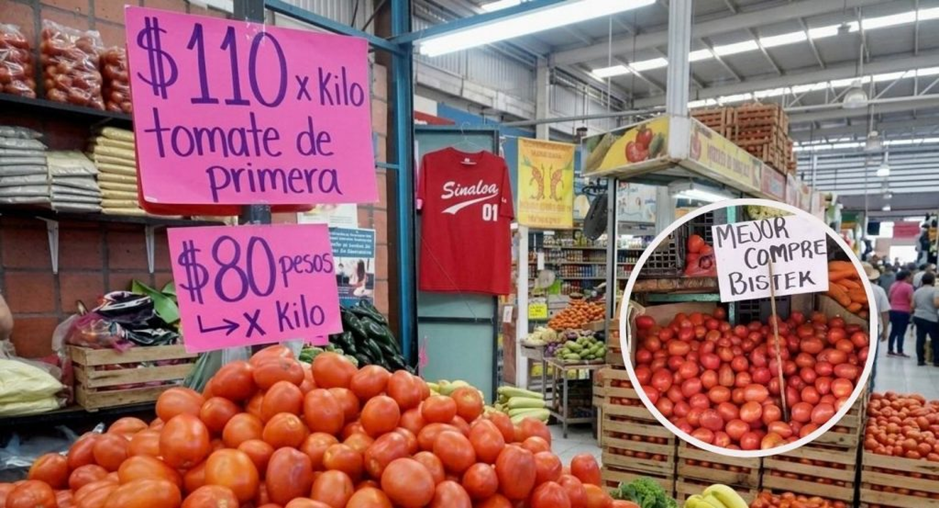 $110 x Kilo
tomate de
primera
$80 pesos
↳ x Kilo
Sinaloa
01
MEJOR
COMPRE
BISTEK